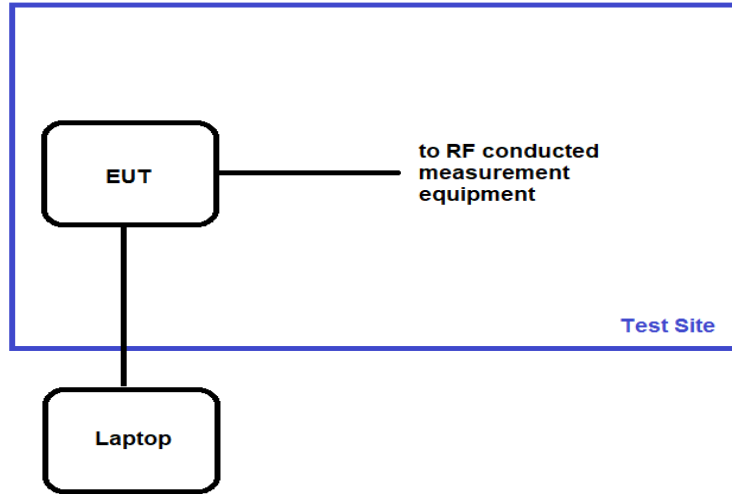 EUT
to RF conducted
measurement
equipment
Test Site
Laptop